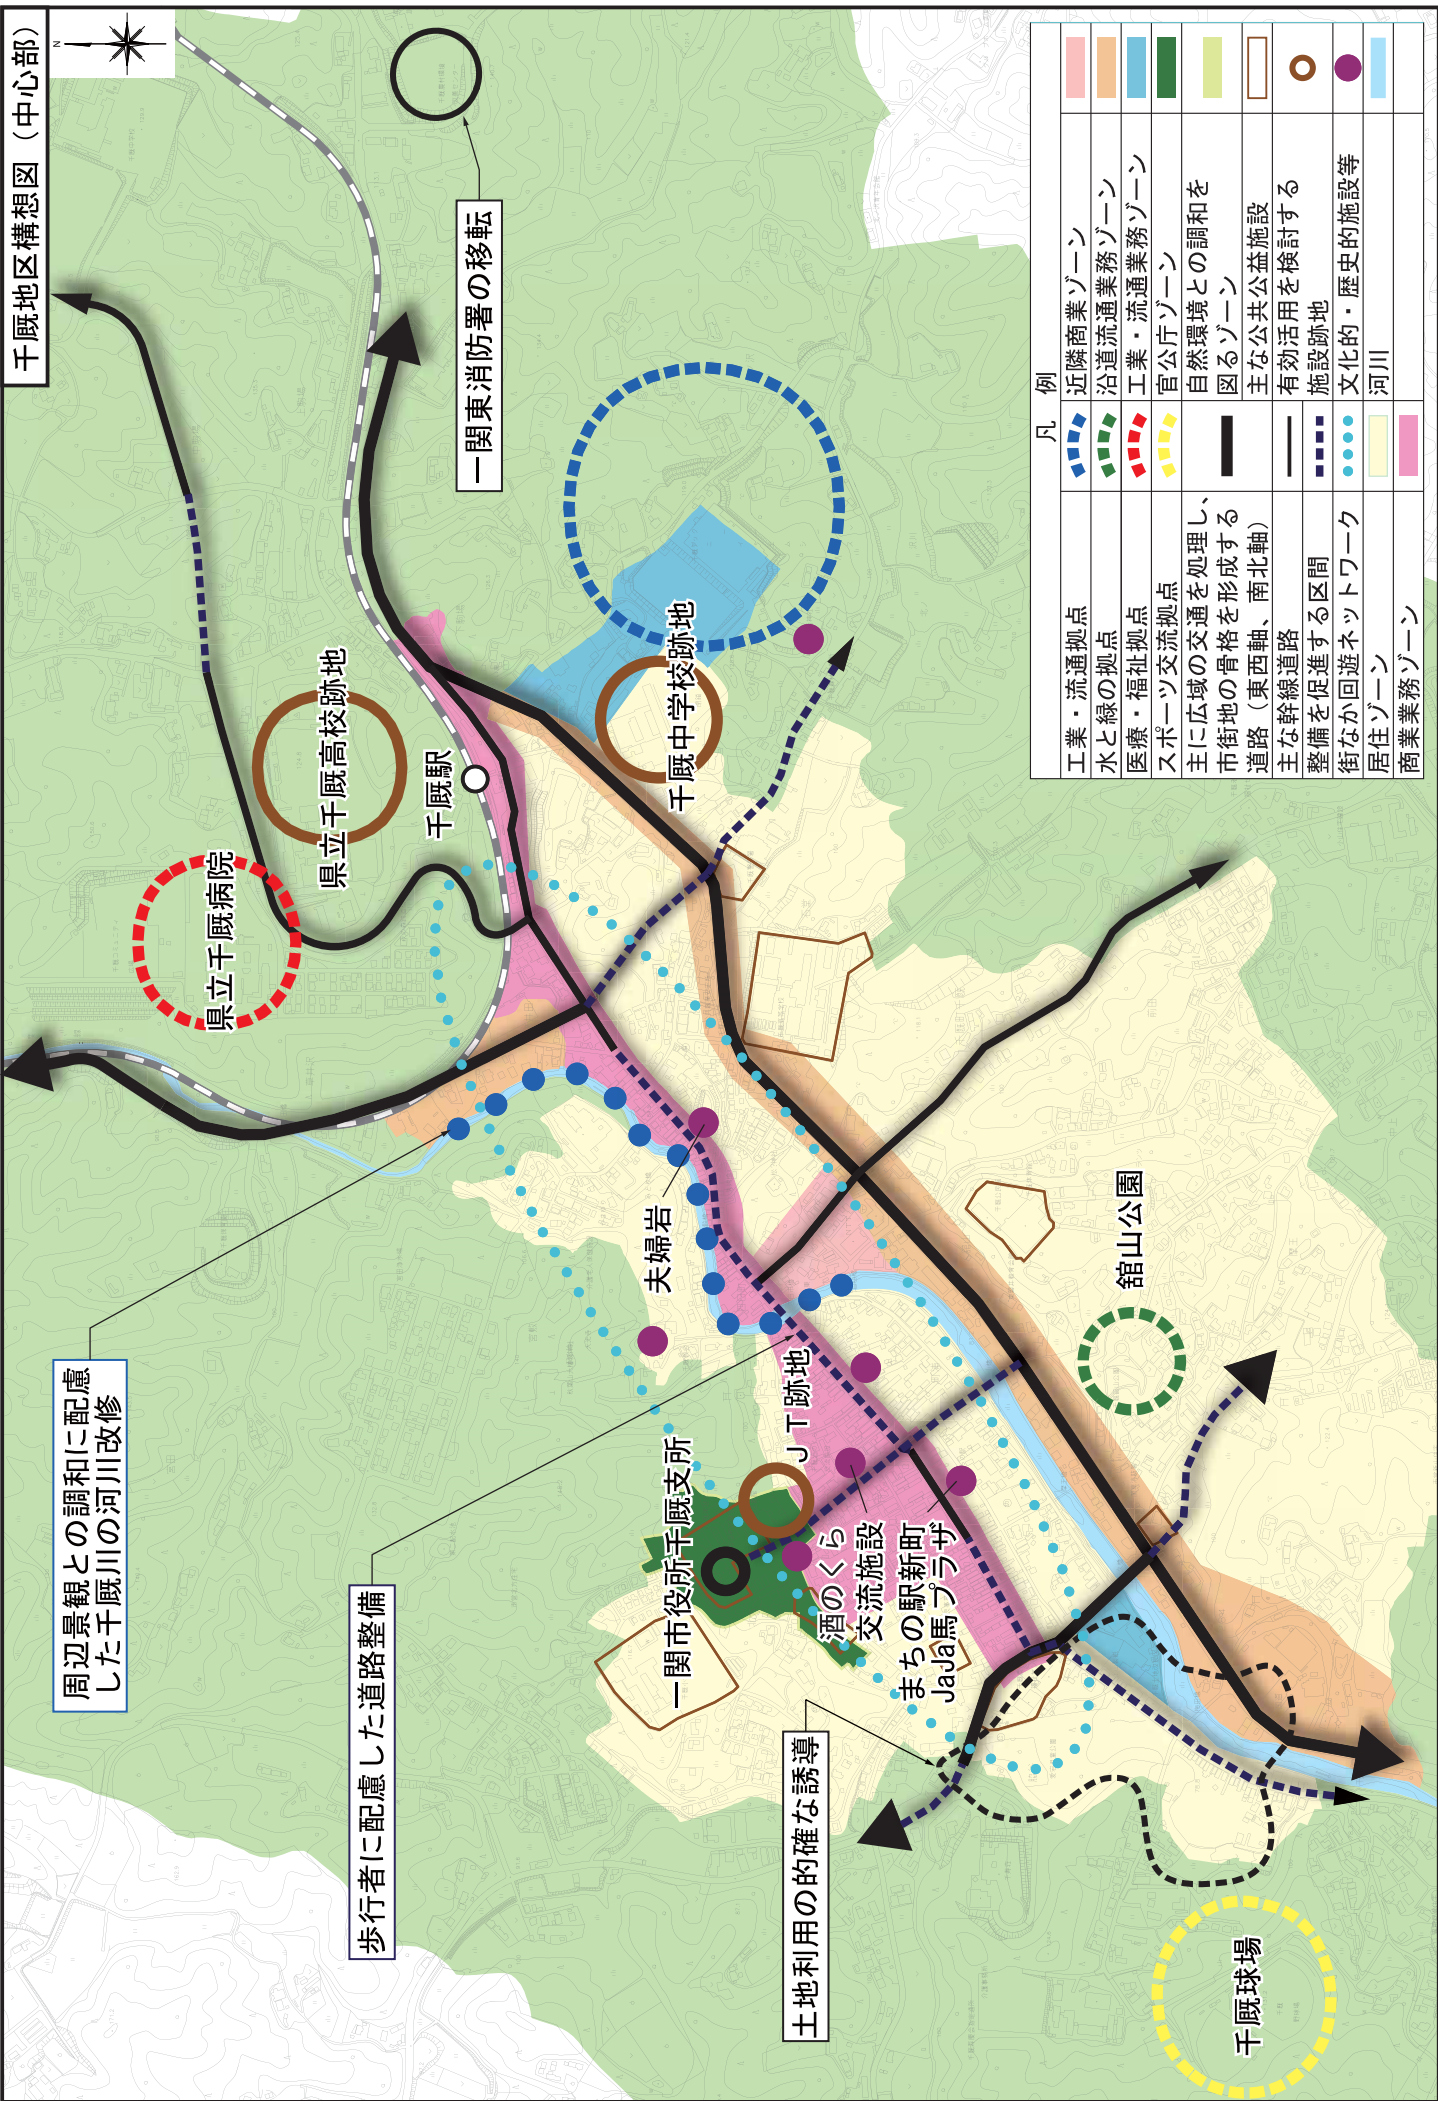 千厩地区構想図（中心部）
N
一関東消防署の移転
県立千厩高校跡地
県立千厩病院
千厩駅
千厩中学校跡地
周辺景観との調和に配慮
した千厩川の河川改修
歩行者に配慮した道路整備
夫婦岩
ＪＴ跡地
一関市役所千厩支所
酒のくら
交流施設
まちの駅新町
JaJa馬プラザ
土地利用の的確な誘導
舘山公園
千厩球場
凡　例
工業・流通拠点
水と緑の拠点
医療・福祉拠点
スポーツ交流拠点
主に広域の交通を処理し、
市街地の骨格を形成する
道路（東西軸、南北軸）
主な幹線道路
整備を促進する区間
街なか回遊ネットワーク
居住ゾーン
商業業務ゾーン
近隣商業ゾーン
沿道流通業務ゾーン
工業・流通業務ゾーン
官公庁ゾーン
自然環境との調和を
図るゾーン
主な公共公益施設
有効活用を検討する
施設跡地
文化的・歴史的施設等
河川